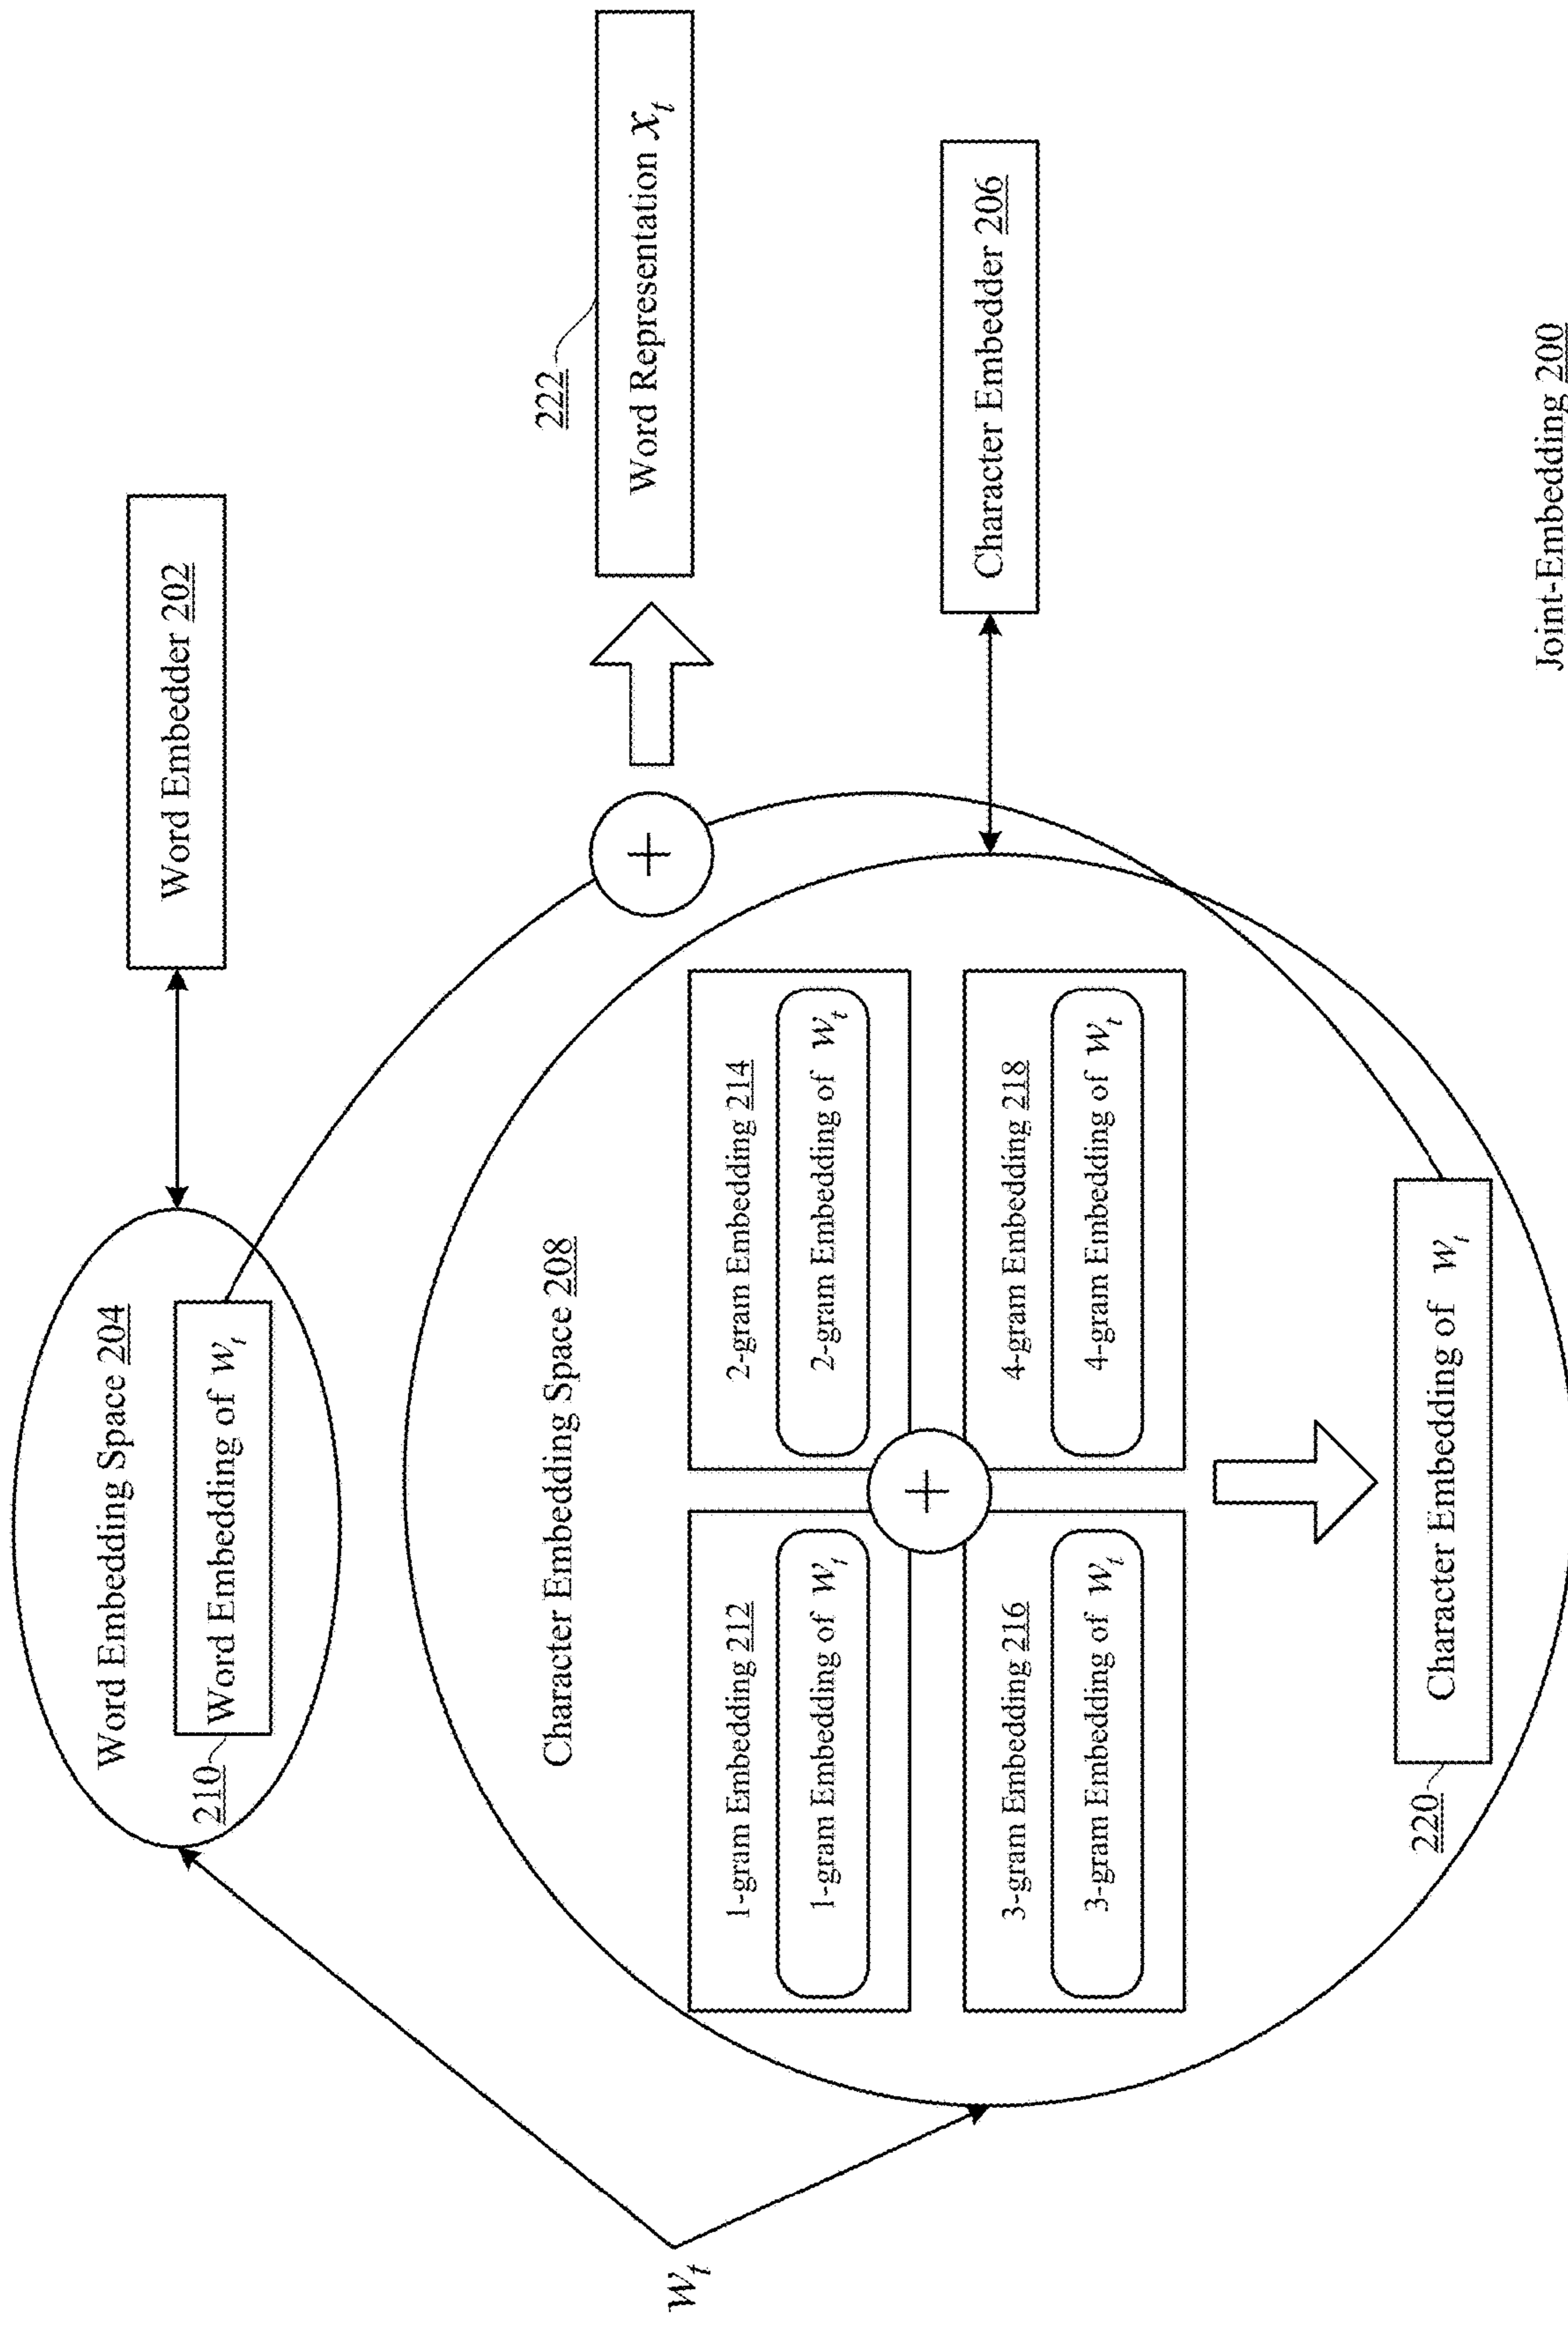 Word Embedding Space 204
210
Word Embedding of w_t
Word Embedder 202
w_t
Character Embedding Space 208
1-gram Embedding 212
1-gram Embedding of w_t
2-gram Embedding 214
2-gram Embedding of w_t
+
3-gram Embedding 216
3-gram Embedding of w_t
4-gram Embedding 218
4-gram Embedding of w_t
220
Character Embedding of w_t
+
222
Word Representation x_t
Character Embedder 206
Joint-Embedding 200